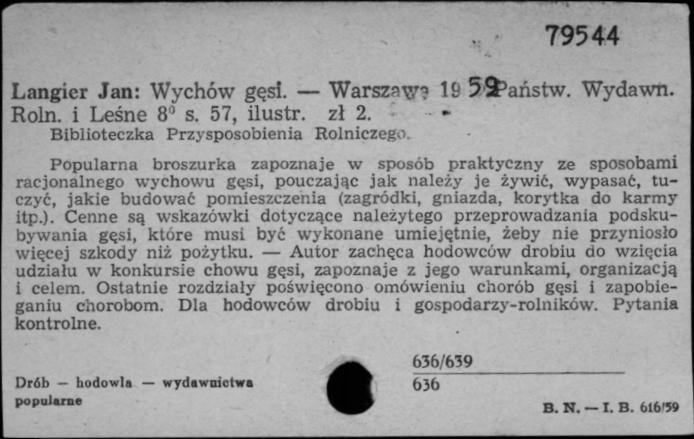 79544
Langier Jan: Wychów gęsi. — Warszawa 1959 Państw. Wydawn.
Roln. i Leśne 8⁰ s. 57, ilustr. zł 2.
Biblioteczka Przysposobienia Rolniczego.
Popularna broszurka zapoznaje w sposób praktyczny ze sposobami
racjonalnego wychowu gęsi, pouczając jak należy je żywić, wypasać, tu-
czyć, jakie budować pomieszczenia (zagródki, gniazda, korytka do karmy
itp.). Cenne są wskazówki dotyczące należytego przeprowadzania podsku-
bywania gęsi, które musi być wykonane umiejętnie, żeby nie przyniosło
więcej szkody niż pożytku. — Autor zachęca hodowców drobiu do wzięcia
udziału w konkursie chowu gęsi, zapoznaje z jego warunkami, organizacją
i celem. Ostatnie rozdziały poświęcono omówieniu chorób gęsi i zapobie-
ganiu chorobom. Dla hodowców drobiu i gospodarzy-rolników. Pytania
kontrolne.
636/639
Drób — hodowla — wydawnictwa
636
popularne
B. N. — I. B. 616/59